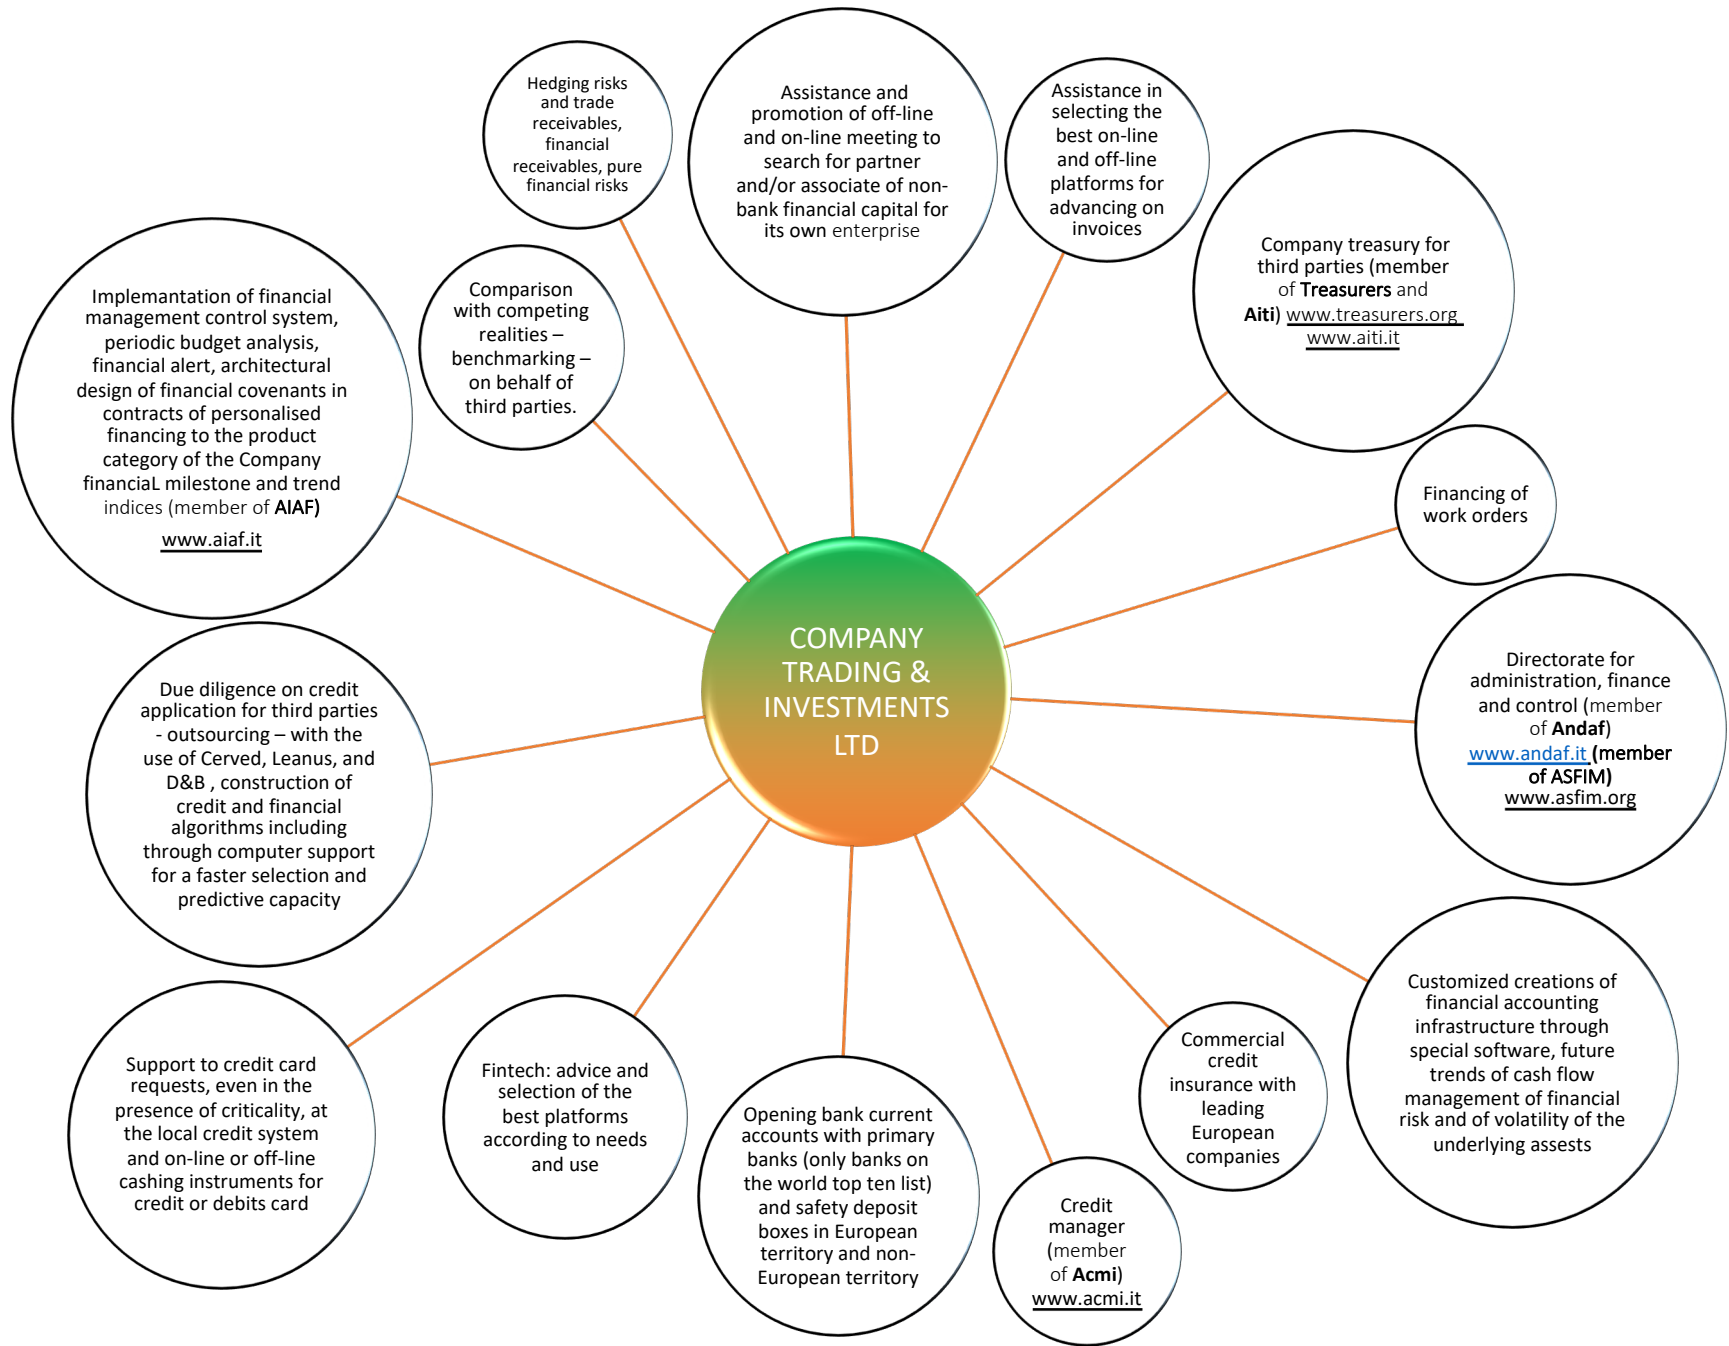 Hedging risks
and trade
receivables,
financial
receivables, pure
financial risks
Assistance and
promotion of off-line
and on-line meeting to
search for partner
and/or associate of non-
bank financial capital for
its own enterprise
Assistance in
selecting the
best on-line
and off-line
platforms for
advancing on
invoices
Company treasury for
third parties (member
of Treasurers and
Aiti) www.treasurers.org
www.aiti.it
Financing of
work orders
Directorate for
administration, finance
and control (member
of Andaf)
www.andaf.it (member
of ASFIM)
www.asfim.org
Customized creations of
financial accounting
infrastructure through
special software, future
trends of cash flow
management of financial
risk and of volatility of the
underlying assests
Commercial
credit
insurance with
leading
European
companies
Credit
manager
(member
of Acmi)
www.acmi.it
Opening bank current
accounts with primary
banks (only banks on
the world top ten list)
and safety deposit
boxes in European
territory and non-
European territory
Fintech: advice and
selection of the
best platforms
according to needs
and use
Support to credit card
requests, even in the
presence of criticality, at
the local credit system
and on-line or off-line
cashing instruments for
credit or debits card
Due diligence on credit
application for third parties
- outsourcing – with the
use of Cerved, Leanus, and
D&B , construction of
credit and financial
algorithms including
through computer support
for a faster selection and
predictive capacity
Implemantation of financial
management control system,
periodic budget analysis,
financial alert, architectural
design of financial covenants in
contracts of personalised
financing to the product
category of the Company
financiaL milestone and trend
indices (member of AIAF)
www.aiaf.it
Comparison
with competing
realities –
benchmarking –
on behalf of
third parties.
COMPANY
TRADING &
INVESTMENTS
LTD